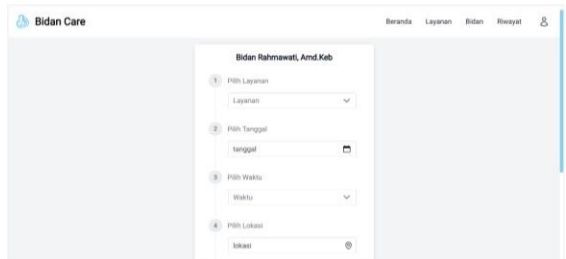 Bidan Care
Beranda Layanan Bidan Riwayat
Bidan Rahmawati, Amd.Keb
1 Pilih Layanan
Layanan
2 Pilih Tanggal
tanggal
3 Pilih Waktu
Waktu
4 Pilih Lokasi
lokasi